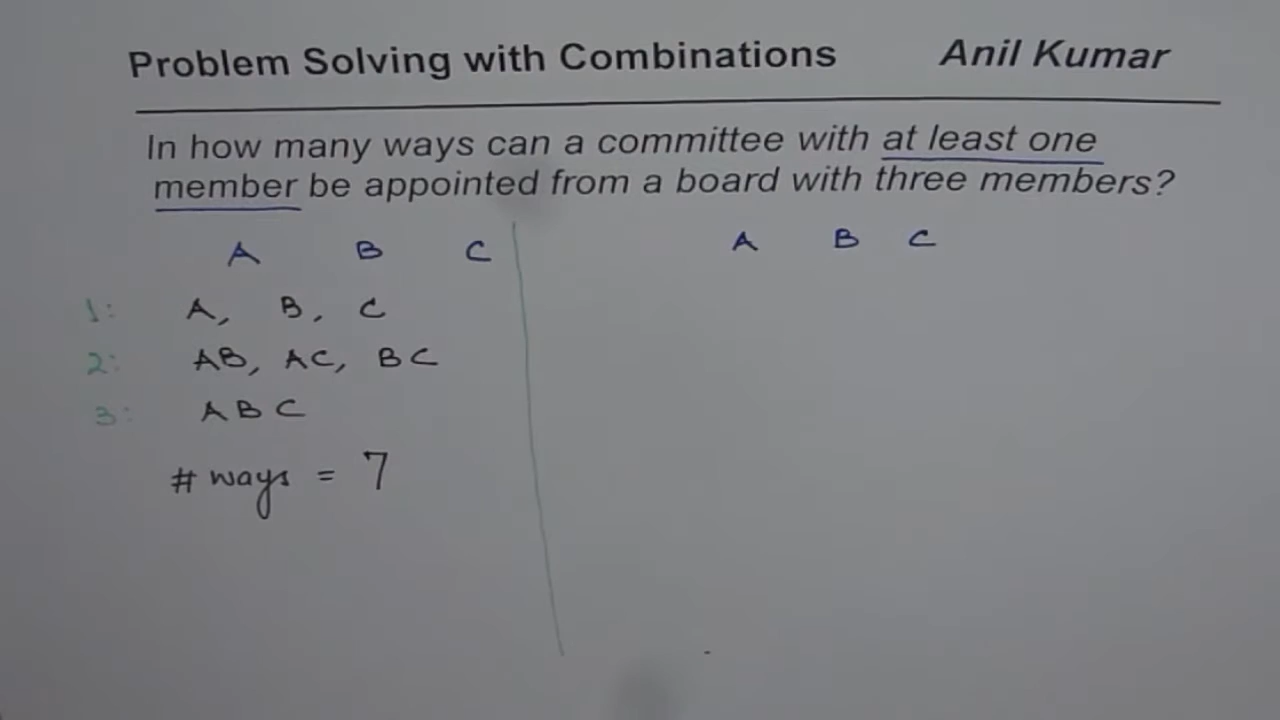 Problem Solving with Combinations Anil Kumar
In how many ways can a committee with at least one
member be appointed from a board with three members?
A B C
1: A, B, C
2: AB, AC, BC
3: ABC
# ways = 7
A B C